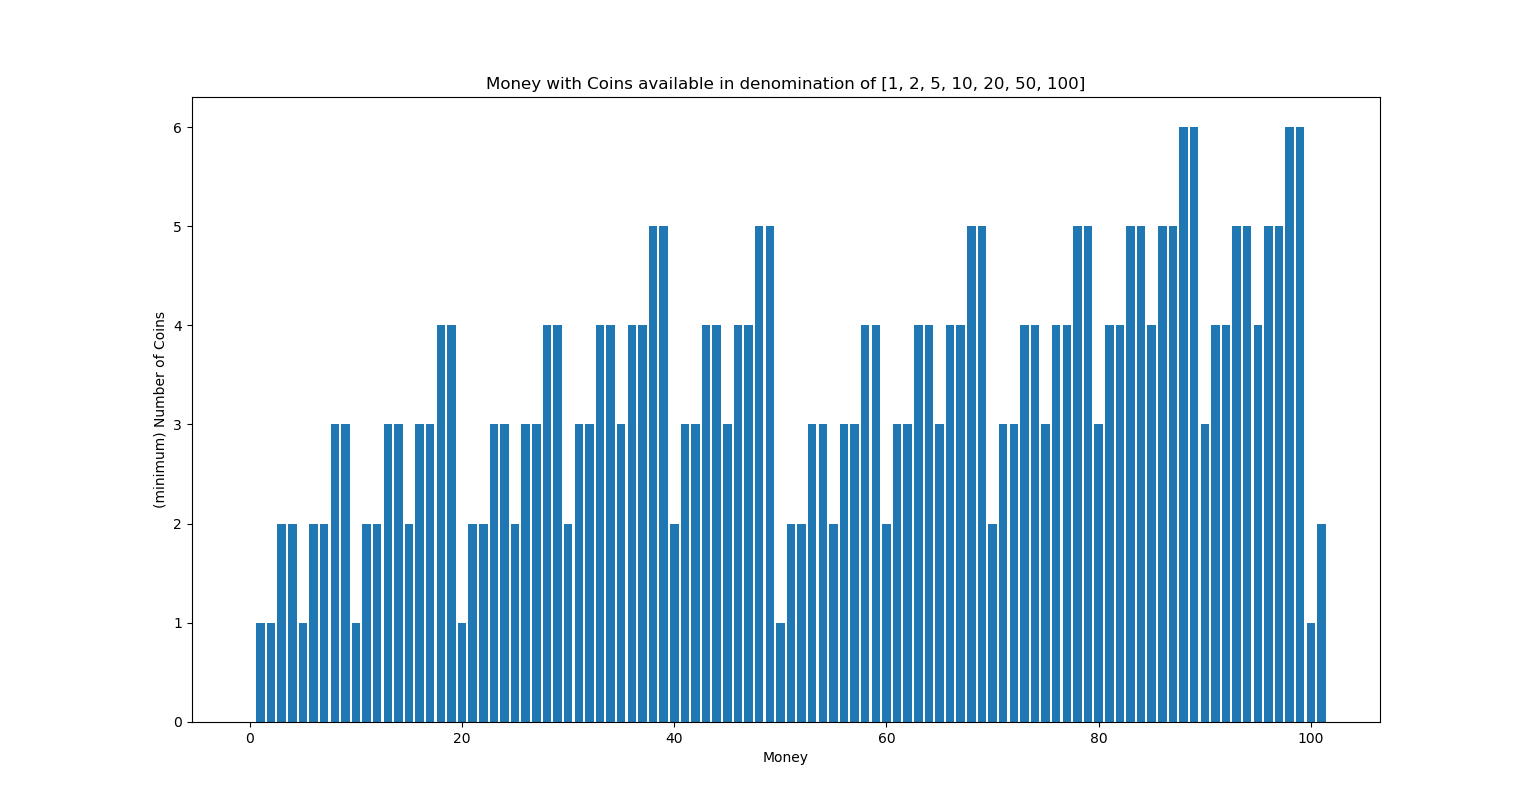 Money with Coins available in denomination of [1, 2, 5, 10, 20, 50, 100]
6
5
4
3
2
1
0
(minimum) Number of Coins
0 20 40 60 80 100
Money